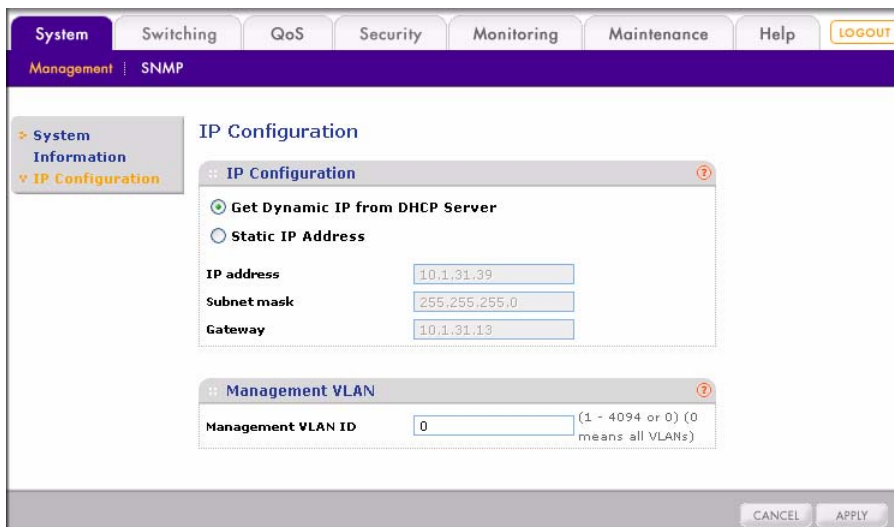 System Switching QoS Security Monitoring Maintenance Help LOGOUT
Management SNMP
System
Information
IP Configuration
IP Configuration
IP Configuration ?
Get Dynamic IP from DHCP Server
Static IP Address
IP address 10.1.31.39
Subnet mask 255.255.255.0
Gateway 10.1.31.13
Management VLAN ?
Management VLAN ID 0 (1 - 4094 or 0) (0
means all VLANs)
CANCEL APPLY